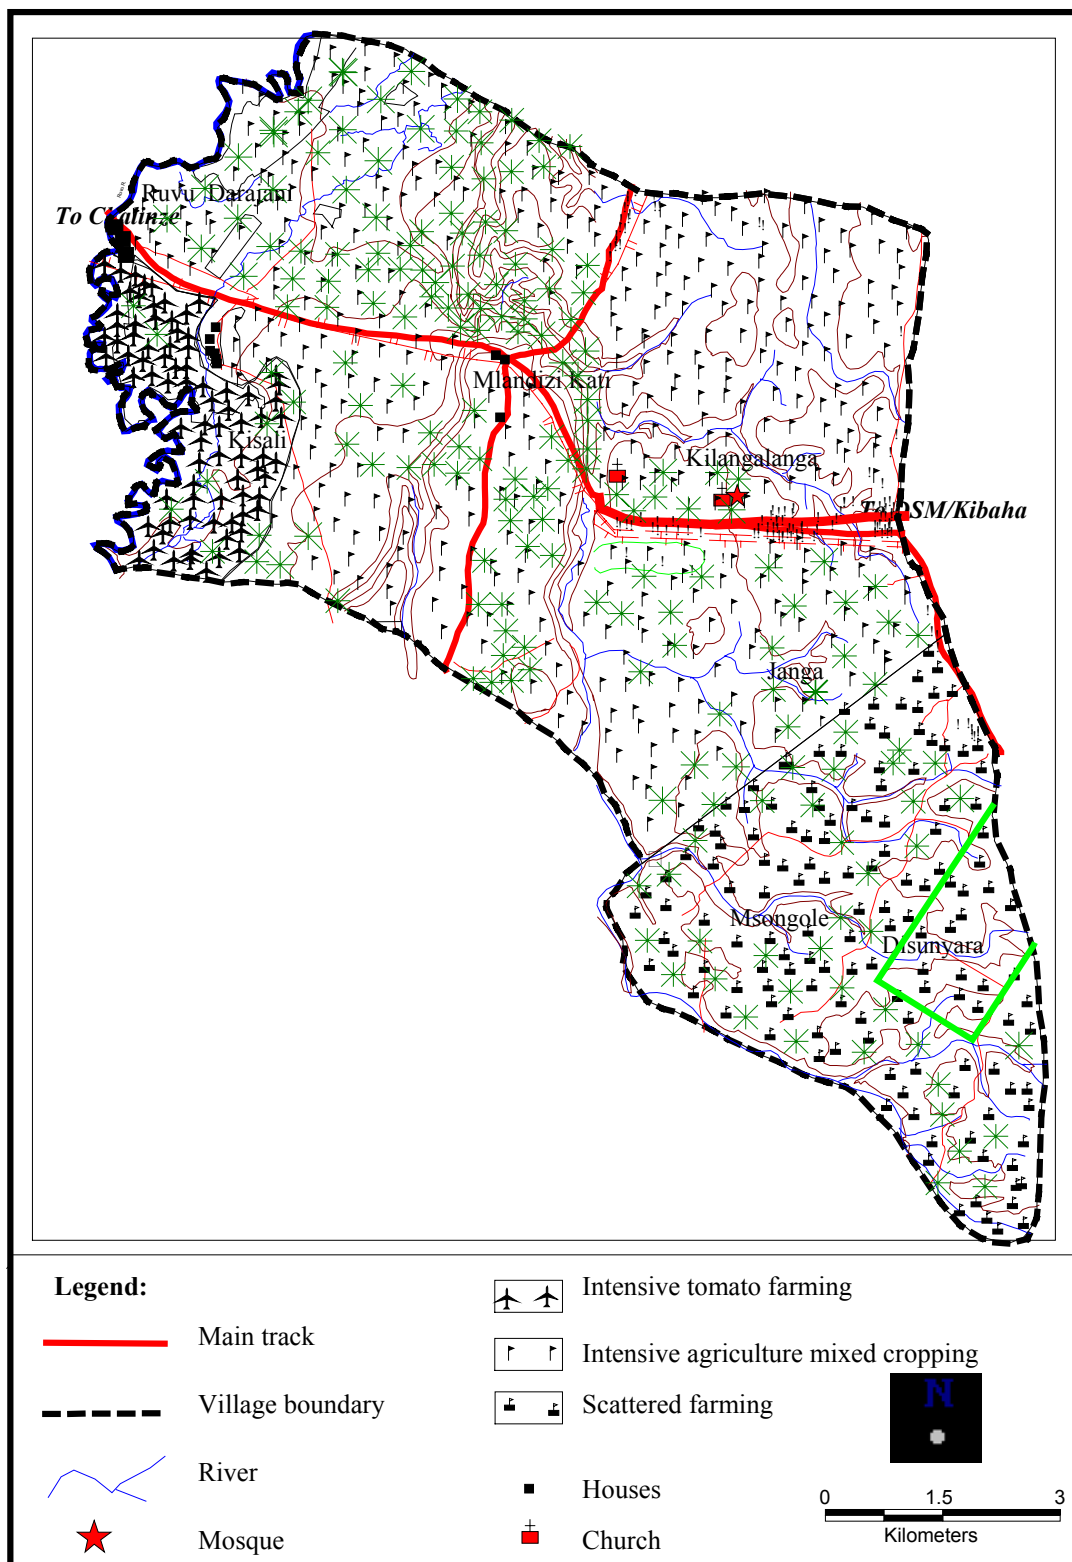 Ruvu Darajani
To Chalinze
Mlandizi Kati
Kisali
Kilangalanga
To DSM/Kibaha
Janga
Msongole
Disunyara
Legend:
Main track
Village boundary
River
Mosque
Intensive tomato farming
Intensive agriculture mixed cropping
Scattered farming
Houses
Church
N
0 1.5 3
Kilometers